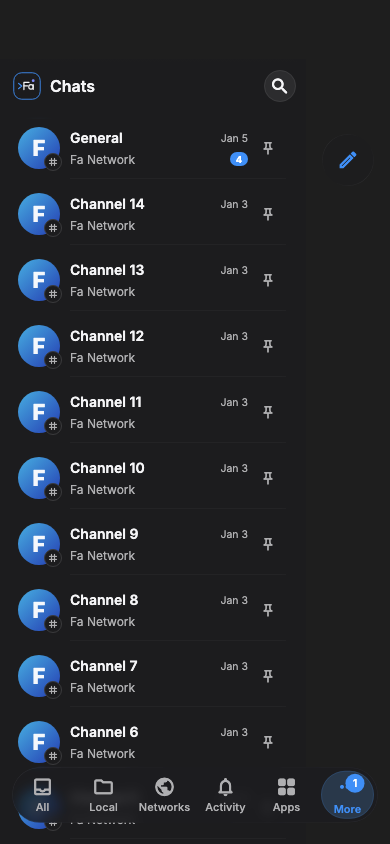 >Fa
Chats
General
Jan 5
F
#
Fa Network
4
Channel 14
Jan 3
F
#
Fa Network
Channel 13
Jan 3
F
#
Fa Network
Channel 12
Jan 3
F
#
Fa Network
Channel 11
Jan 3
F
#
Fa Network
Channel 10
Jan 3
F
#
Fa Network
Channel 9
Jan 3
F
#
Fa Network
Channel 8
Jan 3
F
#
Fa Network
Channel 7
Jan 3
F
#
Fa Network
Channel 6
Jan 3
F
#
Fa Network
1
All
Local
Networks
Activity
Apps
More
#
Fa Network